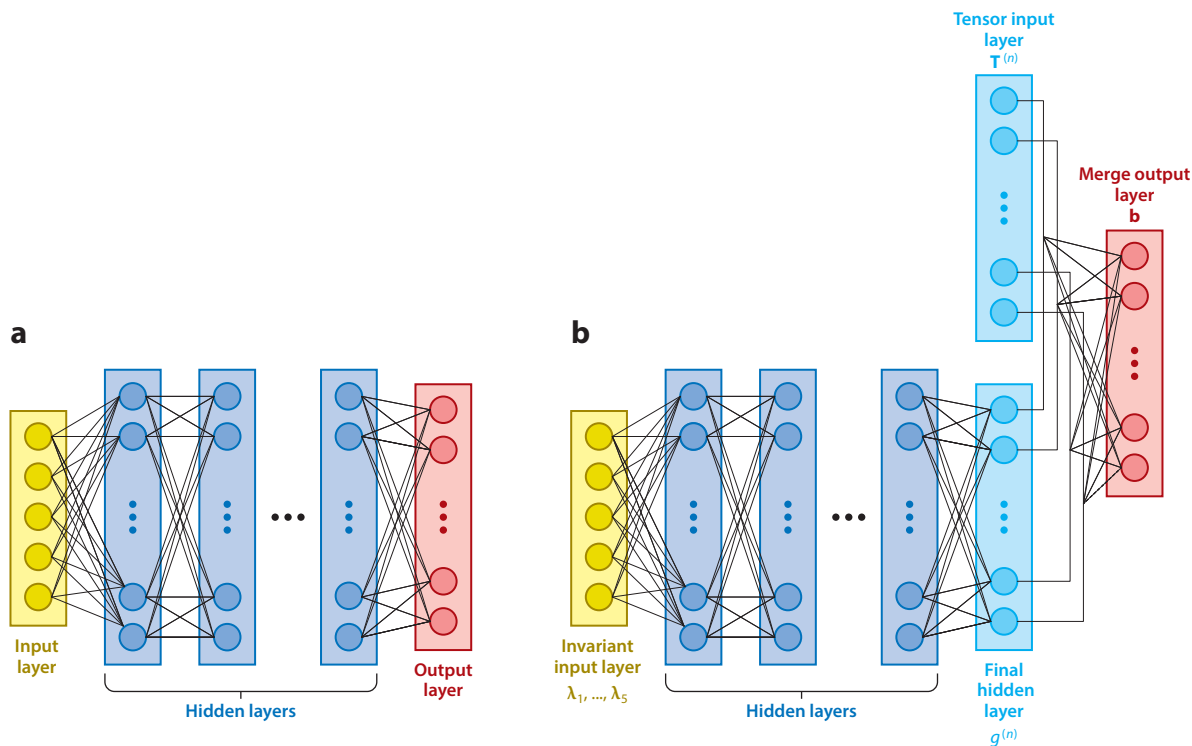 a
Input
layer
Hidden layers
Output
layer
b
Tensor input
layer
T⁽ⁿ⁾
Merge output
layer
b
Invariant
input layer
λ₁, ..., λ₅
Hidden layers
Final
hidden
layer
g⁽ⁿ⁾